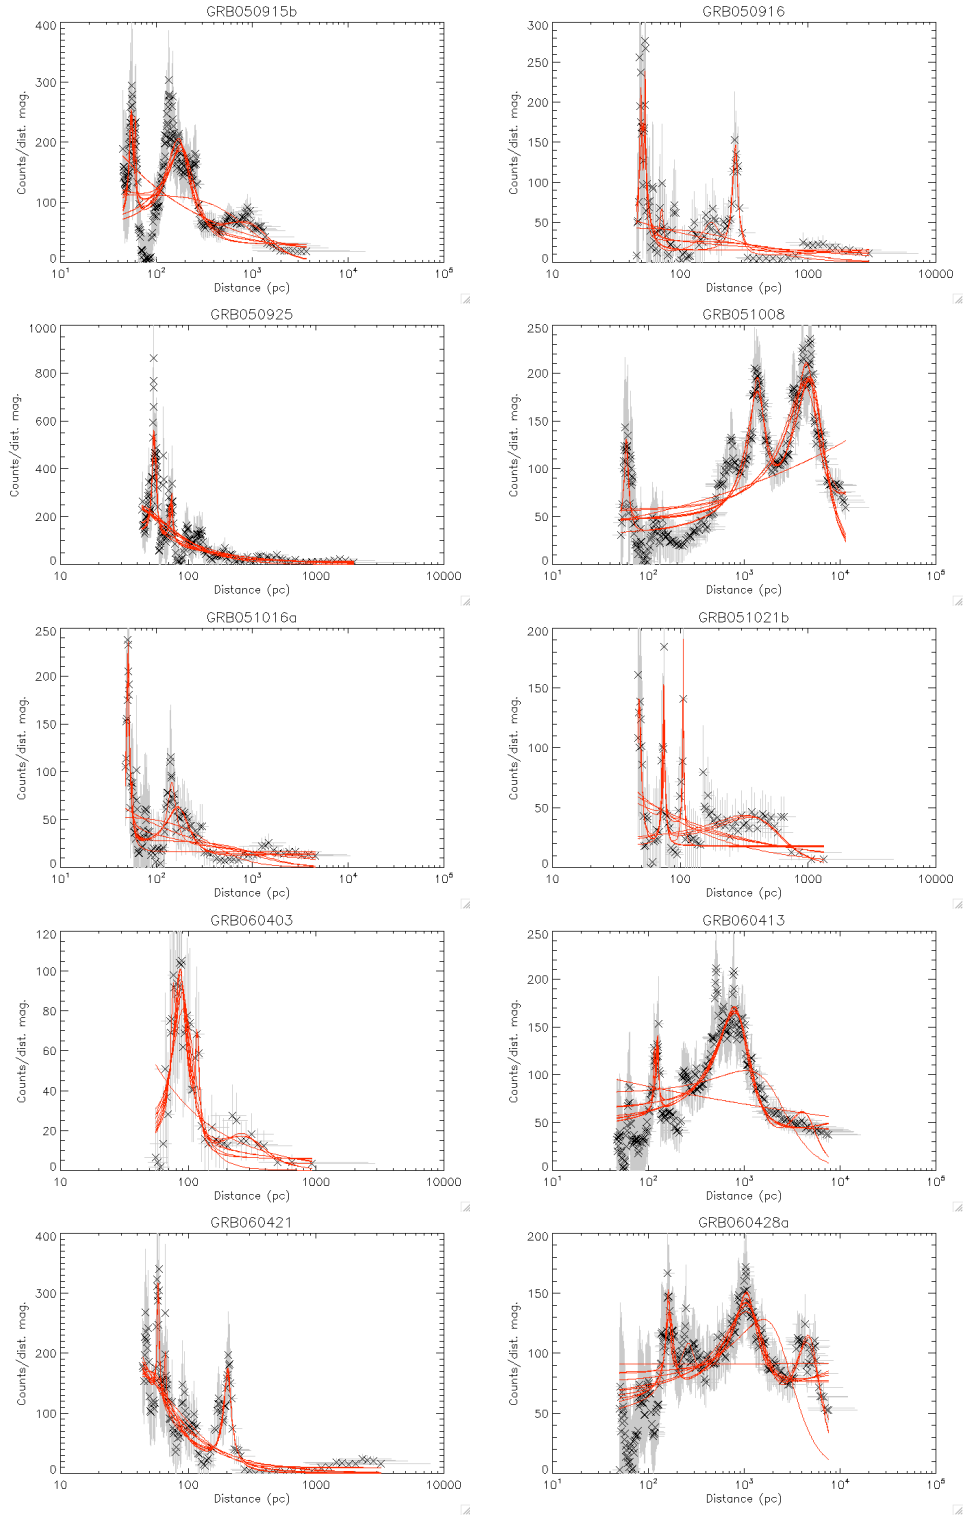 GRB050915b
Counts/dist. mag.
400
300
200
100
0
10¹ 10² 10³ 10⁴ 10⁵
Distance (pc)
GRB050916
Counts/dist. mag.
300
250
200
150
100
50
0
10 100 1000 10000
Distance (pc)
GRB050925
Counts/dist. mag.
1000
800
600
400
200
0
10 100 1000 10000
Distance (pc)
GRB051008
Counts/dist. mag.
250
200
150
100
50
0
10¹ 10² 10³ 10⁴ 10⁵
Distance (pc)
GRB051016a
Counts/dist. mag.
250
200
150
100
50
0
10¹ 10² 10³ 10⁴ 10⁵
Distance (pc)
GRB051021b
Counts/dist. mag.
200
150
100
50
0
10 100 1000 10000
Distance (pc)
GRB060403
Counts/dist. mag.
120
100
80
60
40
20
0
10 100 1000 10000
Distance (pc)
GRB060413
Counts/dist. mag.
250
200
150
100
50
0
10¹ 10² 10³ 10⁴ 10⁵
Distance (pc)
GRB060421
Counts/dist. mag.
400
300
200
100
0
10 100 1000 10000
Distance (pc)
GRB060428a
Counts/dist. mag.
200
150
100
50
0
10¹ 10² 10³ 10⁴ 10⁵
Distance (pc)